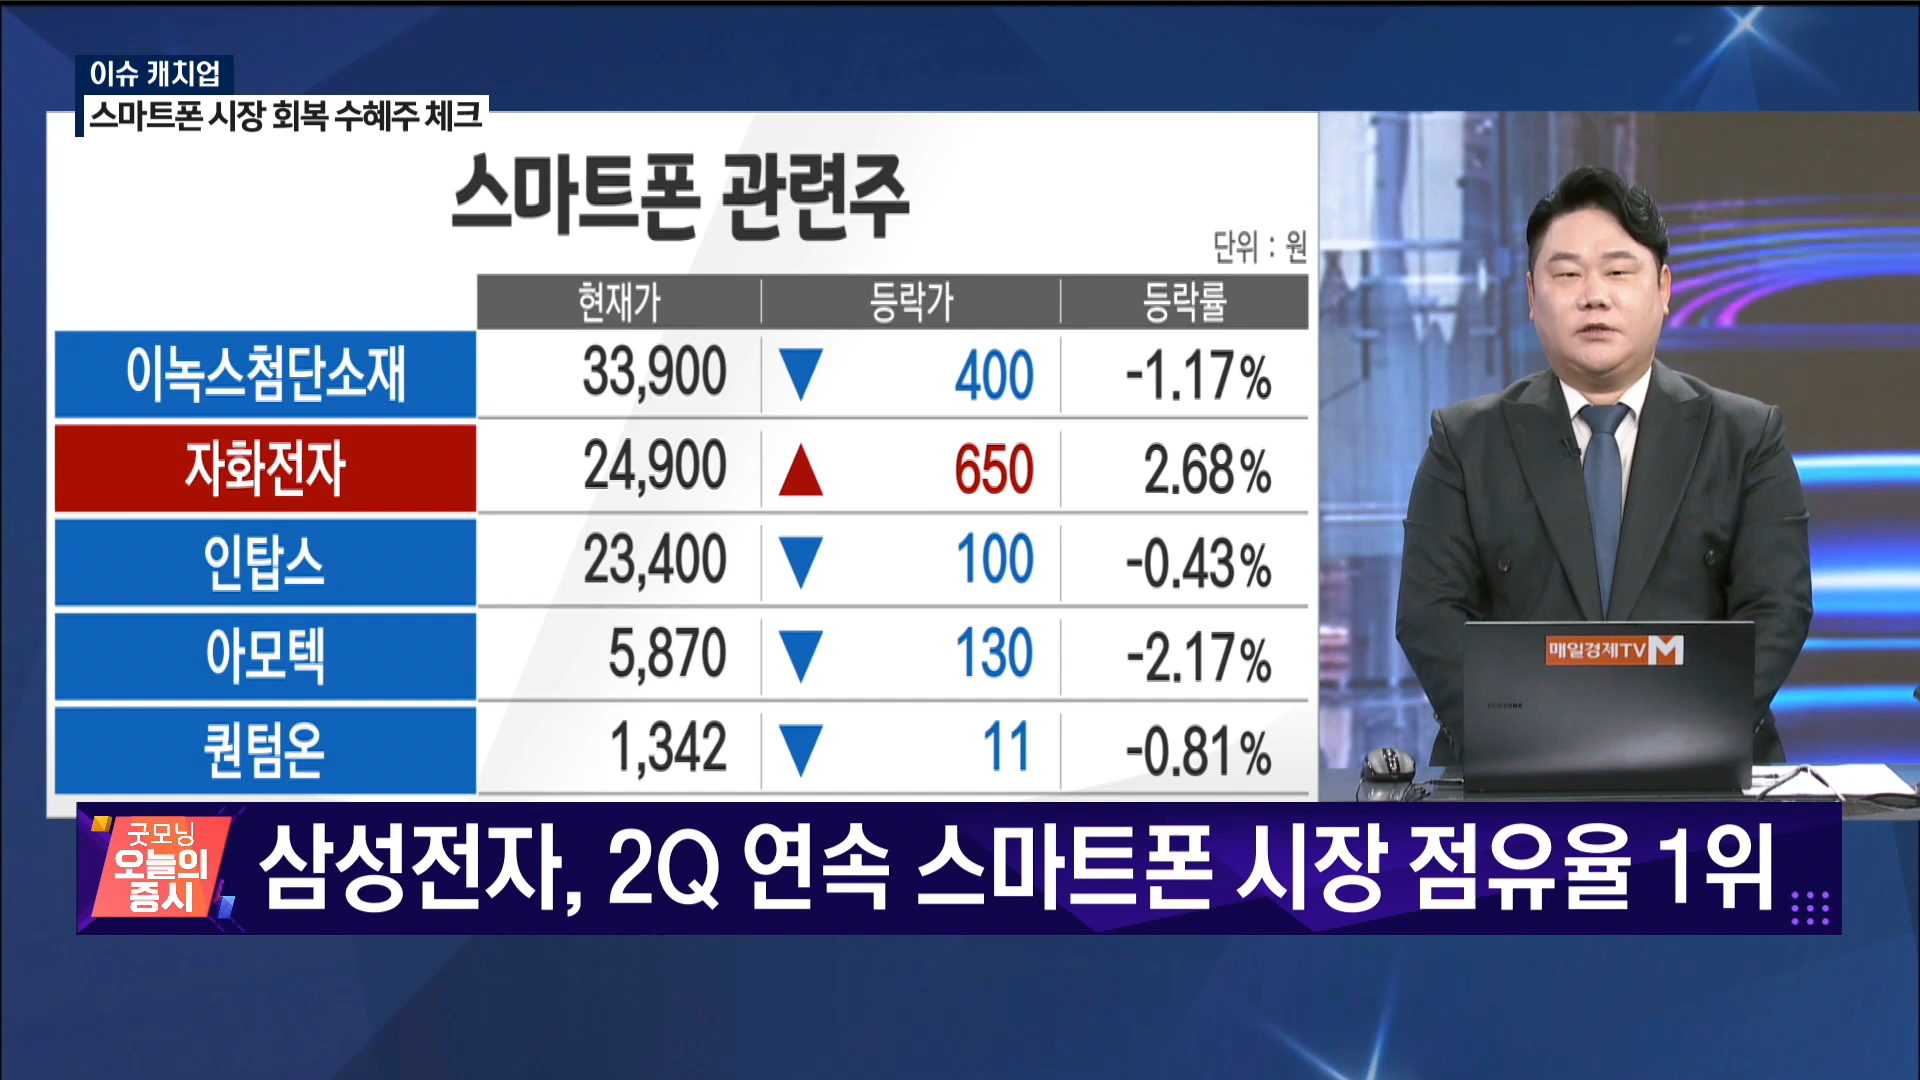 이슈 캐치업
스마트폰 시장 회복 수혜주 체크
스마트폰 관련주
단위 : 원
현재가 등락가 등락률
이녹스첨단소재 33,900 ▼ 400 -1.17%
자화전자 24,900 ▲ 650 2.68%
인탑스 23,400 ▼ 100 -0.43%
아모텍 5,870 ▼ 130 -2.17%
퀀텀온 1,342 ▼ 11 -0.81%
매일경제TV M
SAMSUNG
굿모닝
오늘의
증시
삼성전자, 2Q 연속 스마트폰 시장 점유율 1위